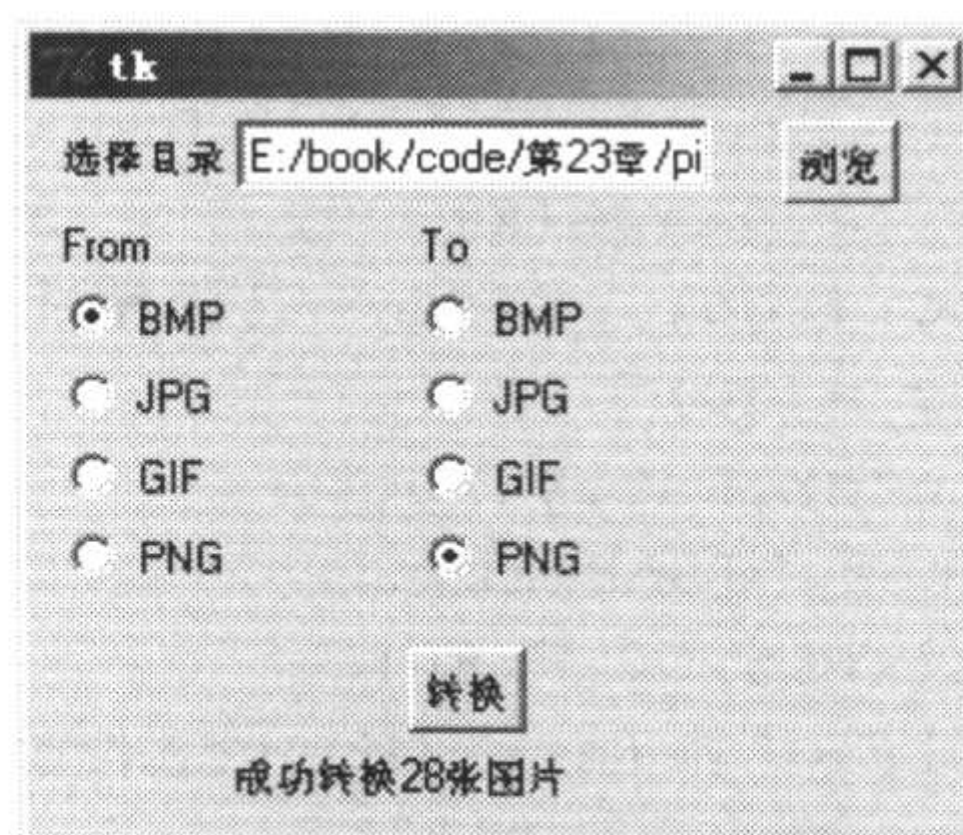 tk
选择目录 E:/book/code/第23章/pi 浏览
From To
BMP BMP
JPG JPG
GIF GIF
PNG PNG
转换
成功转换28张图片